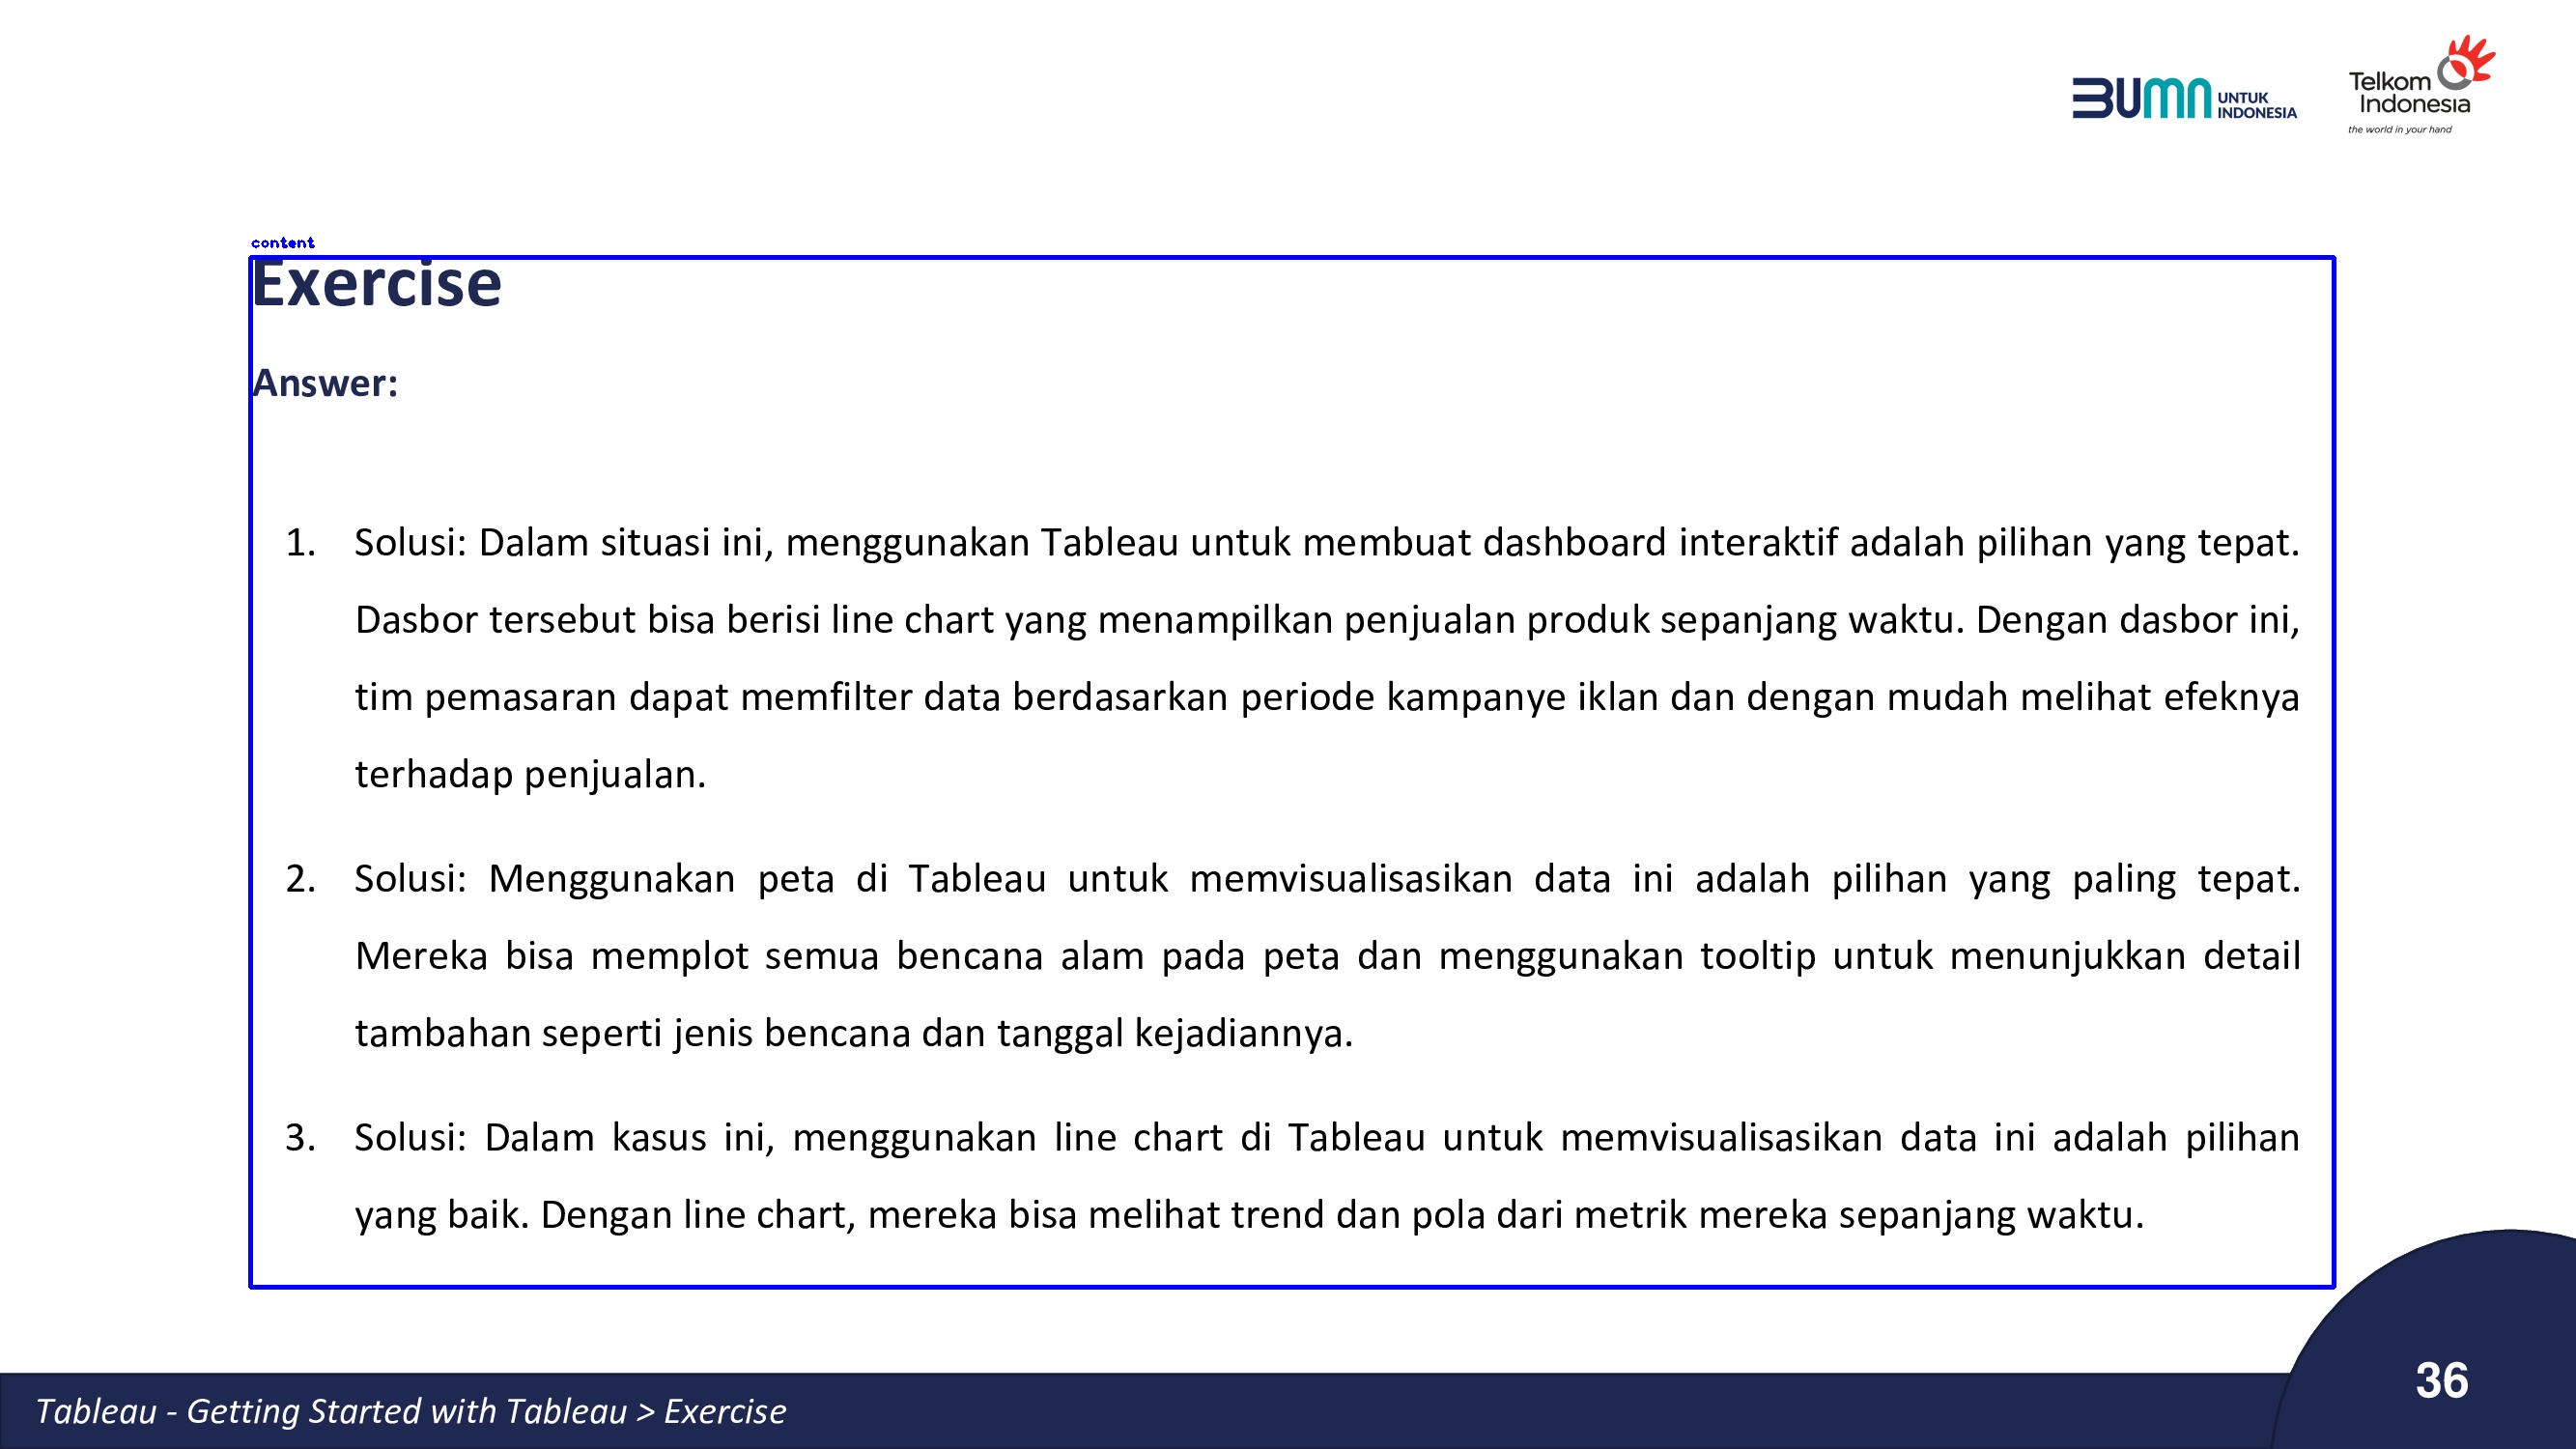 BUMN UNTUK INDONESIA
Telkom Indonesia
the world in your hand
content
Exercise
Answer:
1. Solusi: Dalam situasi ini, menggunakan Tableau untuk membuat dashboard interaktif adalah pilihan yang tepat.
Dasbor tersebut bisa berisi line chart yang menampilkan penjualan produk sepanjang waktu. Dengan dasbor ini,
tim pemasaran dapat memfilter data berdasarkan periode kampanye iklan dan dengan mudah melihat efeknya
terhadap penjualan.
2. Solusi: Menggunakan peta di Tableau untuk memvisualisasikan data ini adalah pilihan yang paling tepat.
Mereka bisa memplot semua bencana alam pada peta dan menggunakan tooltip untuk menunjukkan detail
tambahan seperti jenis bencana dan tanggal kejadiannya.
3. Solusi: Dalam kasus ini, menggunakan line chart di Tableau untuk memvisualisasikan data ini adalah pilihan
yang baik. Dengan line chart, mereka bisa melihat trend dan pola dari metrik mereka sepanjang waktu.
36
Tableau - Getting Started with Tableau > Exercise